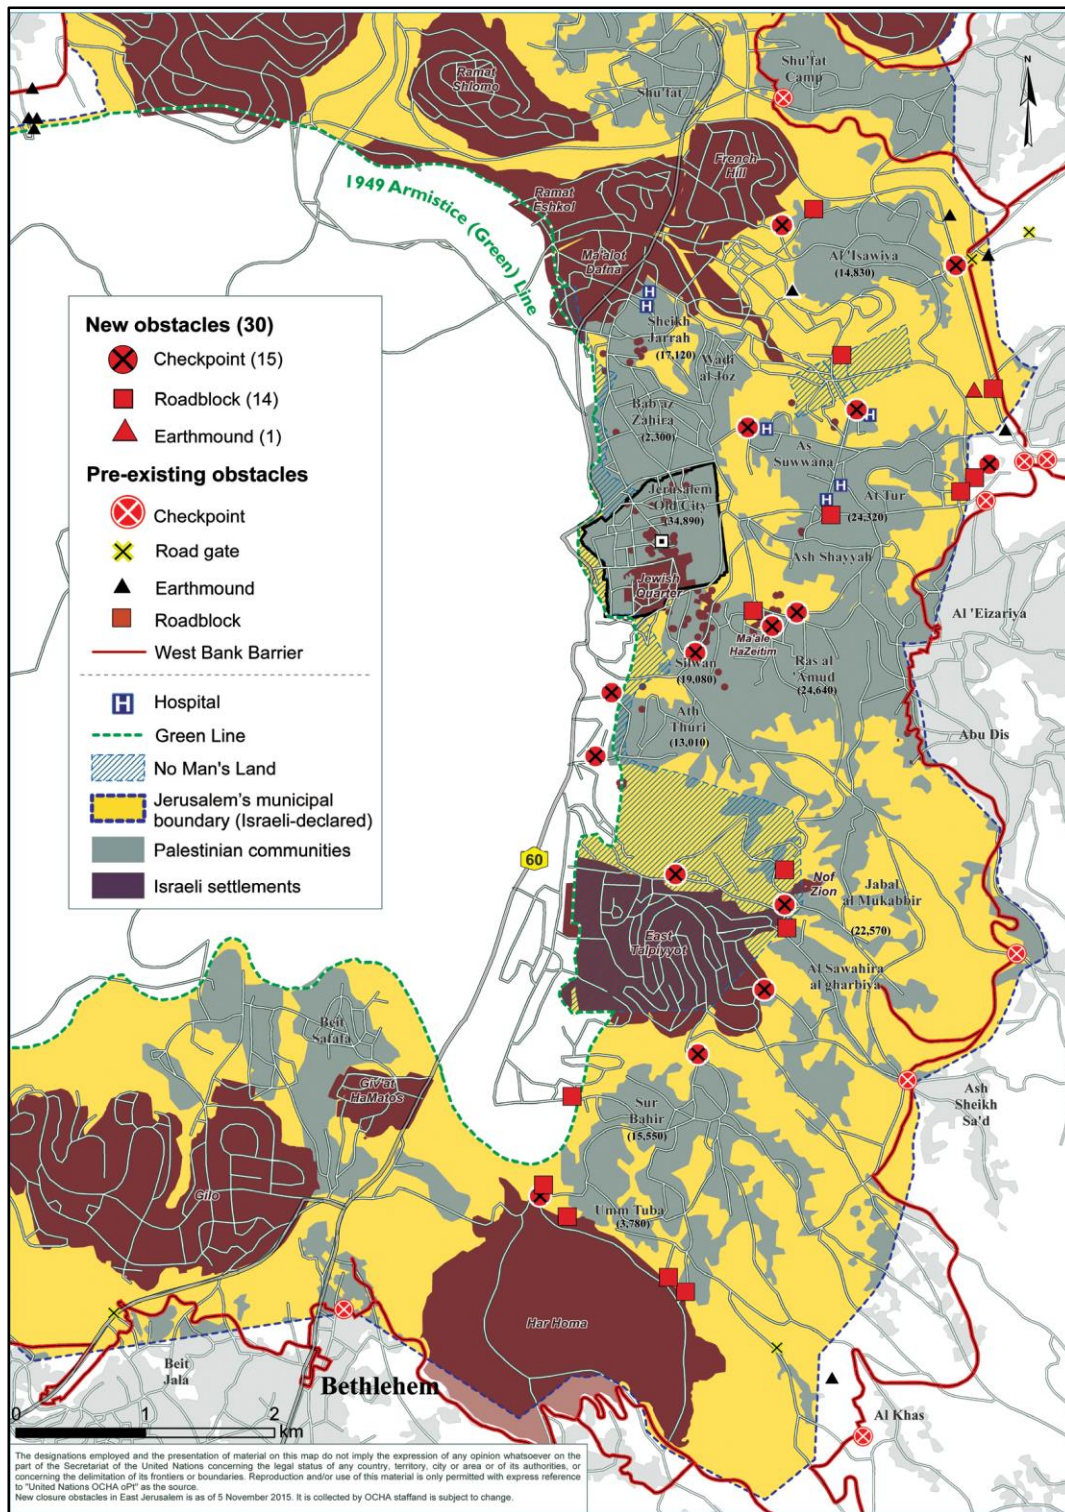 Ramat
Shlomo
Shu'fat
Shu'fat
Camp
N
French
Hill
1949 Armistice (Green) Line
Ramat
Eshkol
Ma'alot
Dafna
Al 'Isawiya
(14,830)
H
H
Sheikh
Jarrah
(17,120)
Wadi
al Joz
Bab az
Zahira
(2,300)
H
H
As
Suwwana
H
H
At Tur
(24,320)
Jerusalem
Old City
(34,890)
Ash Shayyah
Jewish
Quarter
Al 'Eizariya
Ma'ale
HaZeitim
Silwan
(19,080)
Ras al
'Amud
(24,640)
Ath
Thuri
(13,010)
Abu Dis
New obstacles (30)
Checkpoint (15)
Roadblock (14)
Earthmound (1)
Pre-existing obstacles
Checkpoint
Road gate
Earthmound
Roadblock
West Bank Barrier
H Hospital
Green Line
No Man's Land
Jerusalem's municipal
boundary (Israeli-declared)
Palestinian communities
Israeli settlements
60
Nof
Zion
Jabal
al Mukabbir
(22,570)
East
Talpiyyot
Al Sawahira
al gharbiya
Beit
Safafa
Giv'at
HaMatos
Sur
Bahir
(15,550)
Ash
Sheikh
Sa'd
Gilo
Umm Tuba
(3,780)
Har Homa
Beit
Jala
Bethlehem
Al Khas
0 1 2
km
The designations employed and the presentation of material on this map do not imply the expression of any opinion whatsoever on the
part of the Secretariat of the United Nations concerning the legal status of any country, territory, city or area or of its authorities, or
concerning the delimitation of its frontiers or boundaries. Reproduction and/or use of this material is only permitted with express reference
to "United Nations OCHA oPt" as the source.
New closure obstacles in East Jerusalem is as of 5 November 2015. It is collected by OCHA staffand is subject to change.